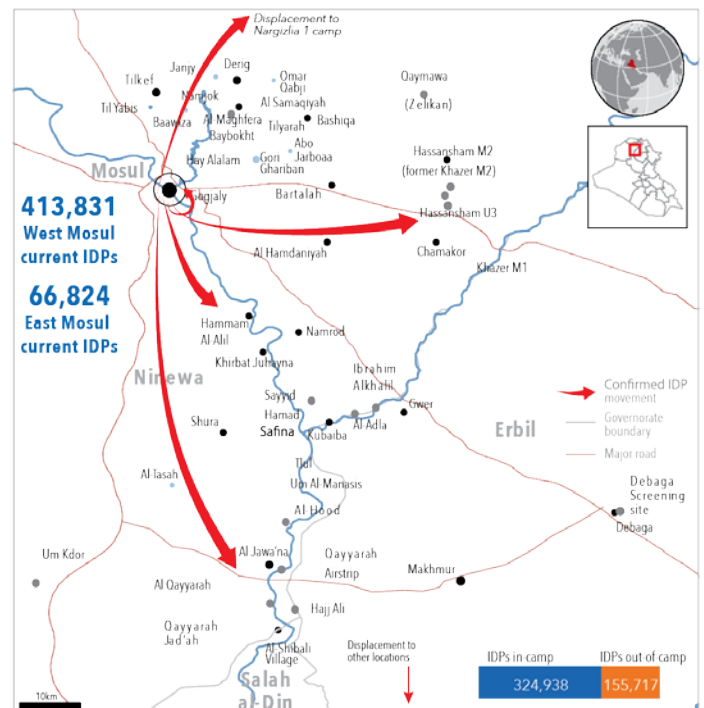 Displacement to
Nargizlia 1 camp
Janjy
Derig
Tilkef
Omar
Qabji
Qaymawa
(Zelikan)
Til Yabis
Al Samaqiyah
Baawiza
Al Maghfera
Tilyarah
Bashiqa
Baybokht
Abo
Jarboaa
Hay Alalam
Gori
Ghariban
Hassansham M2
(former Khazer M2)
Mosul
Gogjaly
Bartalah
Hassansham U3
413,831
West Mosul
current IDPs
Al Hamdaniyah
Chamakor
Khazer M1
66,824
East Mosul
current IDPs
Hammam
Al Alil
Namrod
Khirbat Juhayna
Ninewa
Ibrahim
Alkhalil
Sayyid
Hamad
Safina
Kubaiba
Al Adla
Gwer
Shura
Erbil
Confirmed IDP
movement
Governorate
boundary
Major road
Tlul
Um Al Manasis
Al-Tasah
Al-Hood
Debaga
Screening
site
Debaga
Um Kdor
Al Jawa'na
Qayyarah
Airstrip
Makhmur
Al Qayyarah
Hajj Ali
Qayyarah
Jad'ah
Al-Shibali
Village
Displacement to
other locations
IDPs in-camp
IDPs out of camp
324,938
155,717
Salah
al-Din
10km